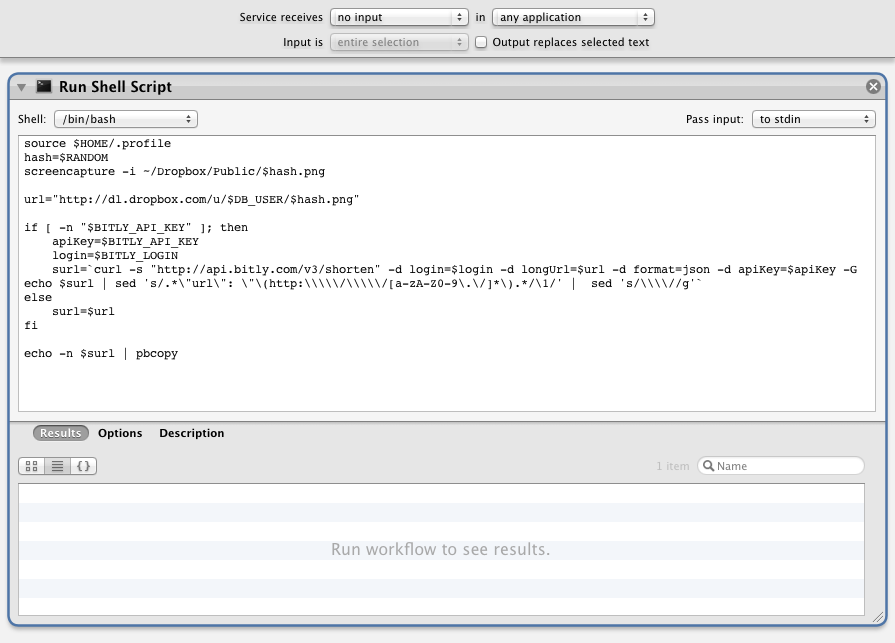 Service receives no input in any application
Input is entire selection Output replaces selected text
Run Shell Script
Shell: /bin/bash Pass input: to stdin
source $HOME/.profile
hash=$RANDOM
screencapture -i ~/Dropbox/Public/$hash.png
url="http://dl.dropbox.com/u/$DB_USER/$hash.png"
if [ -n "$BITLY_API_KEY" ]; then
    apiKey=$BITLY_API_KEY
    login=$BITLY_LOGIN
    surl=`curl -s "http://api.bitly.com/v3/shorten" -d login=$login -d longUrl=$url -d format=json -d apiKey=$apiKey -G
echo $surl | sed 's/.*\"url\": \"\(http:\\\\\/\\\\\/[a-zA-Z0-9\.\/]*\).*/\1/' |  sed 's/\\\\//g'`
else
    surl=$url
fi
echo -n $surl | pbcopy
Results Options Description
{} 1 item Name
Run workflow to see results.